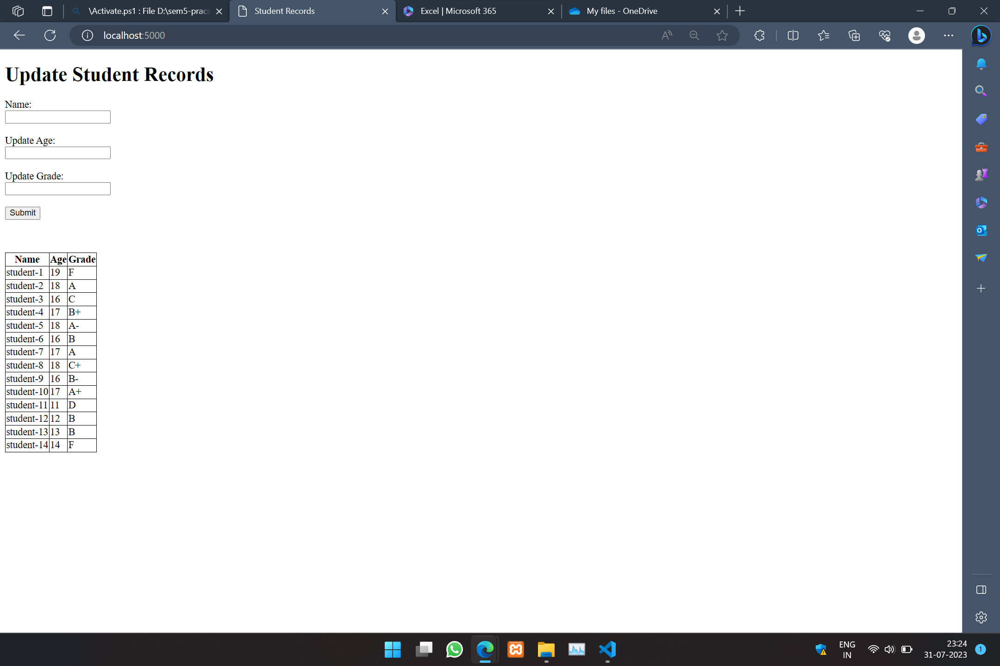 \Activate.ps1 : File D:\sem5-pracs
Student Records
Excel | Microsoft 365
My files - OneDrive
localhost:5000
Update Student Records
Name:
Update Age:
Update Grade:
Submit
Name Age Grade
student-1 19 F
student-2 18 A
student-3 16 C
student-4 17 B+
student-5 18 A-
student-6 16 B
student-7 17 A
student-8 18 C+
student-9 16 B-
student-10 17 A+
student-11 11 D
student-12 12 B
student-13 13 B
student-14 14 F
ENG
IN
23:24
31-07-2023
1